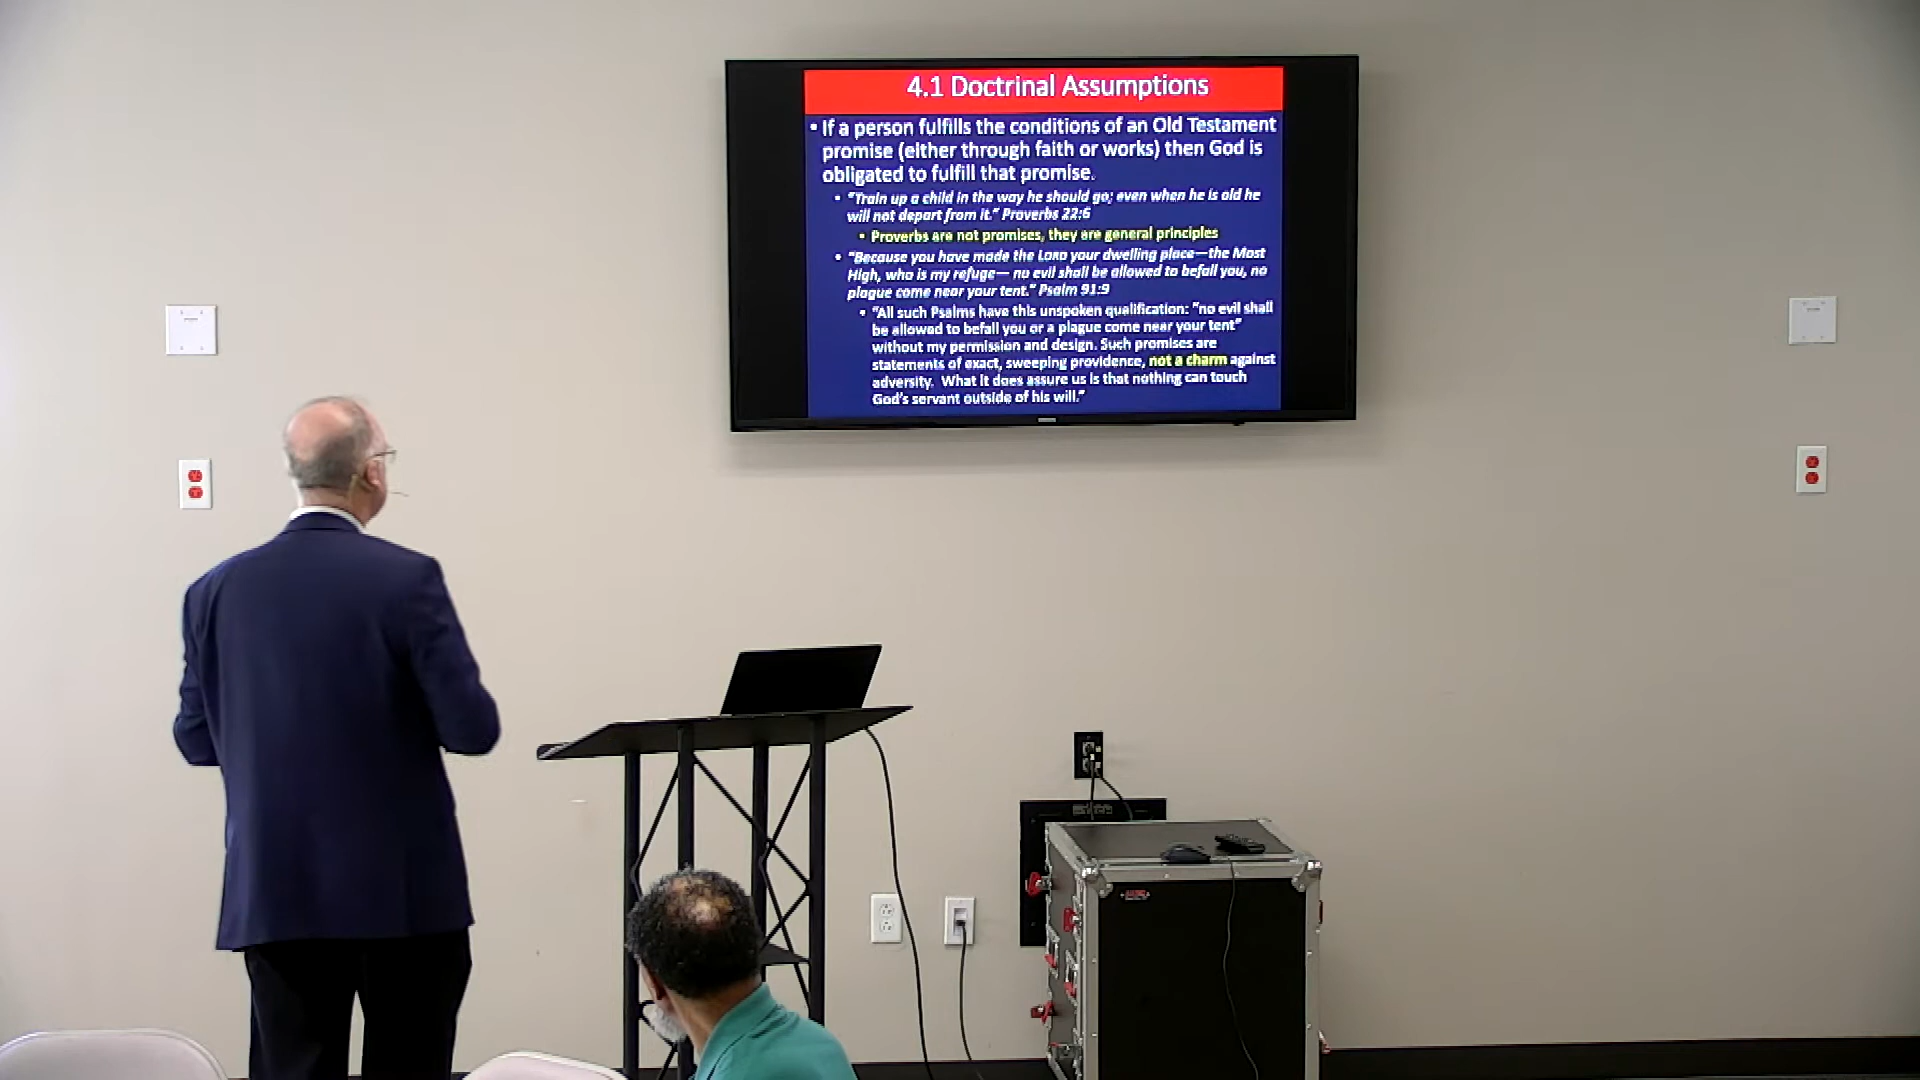 4.1 Doctrinal Assumptions
• If a person fulfills the conditions of an Old Testament
promise (either through faith or works) then God is
obligated to fulfill that promise.
• "Train up a child in the way he should go; even when he is old he
will not depart from it." Proverbs 22:6
• Proverbs are not promises, they are general principles
• "Because you have made the LORD your dwelling place—the Most
High, who is my refuge— no evil shall be allowed to befall you, no
plague come near your tent." Psalm 91:9
• "All such Psalms have this unspoken qualification: "no evil shall
be allowed to befall you or a plague come near your tent"
without my permission and design. Such promises are
statements of exact, sweeping providence, not a charm against
adversity. What it does assure us is that nothing can touch
God's servant outside of his will."